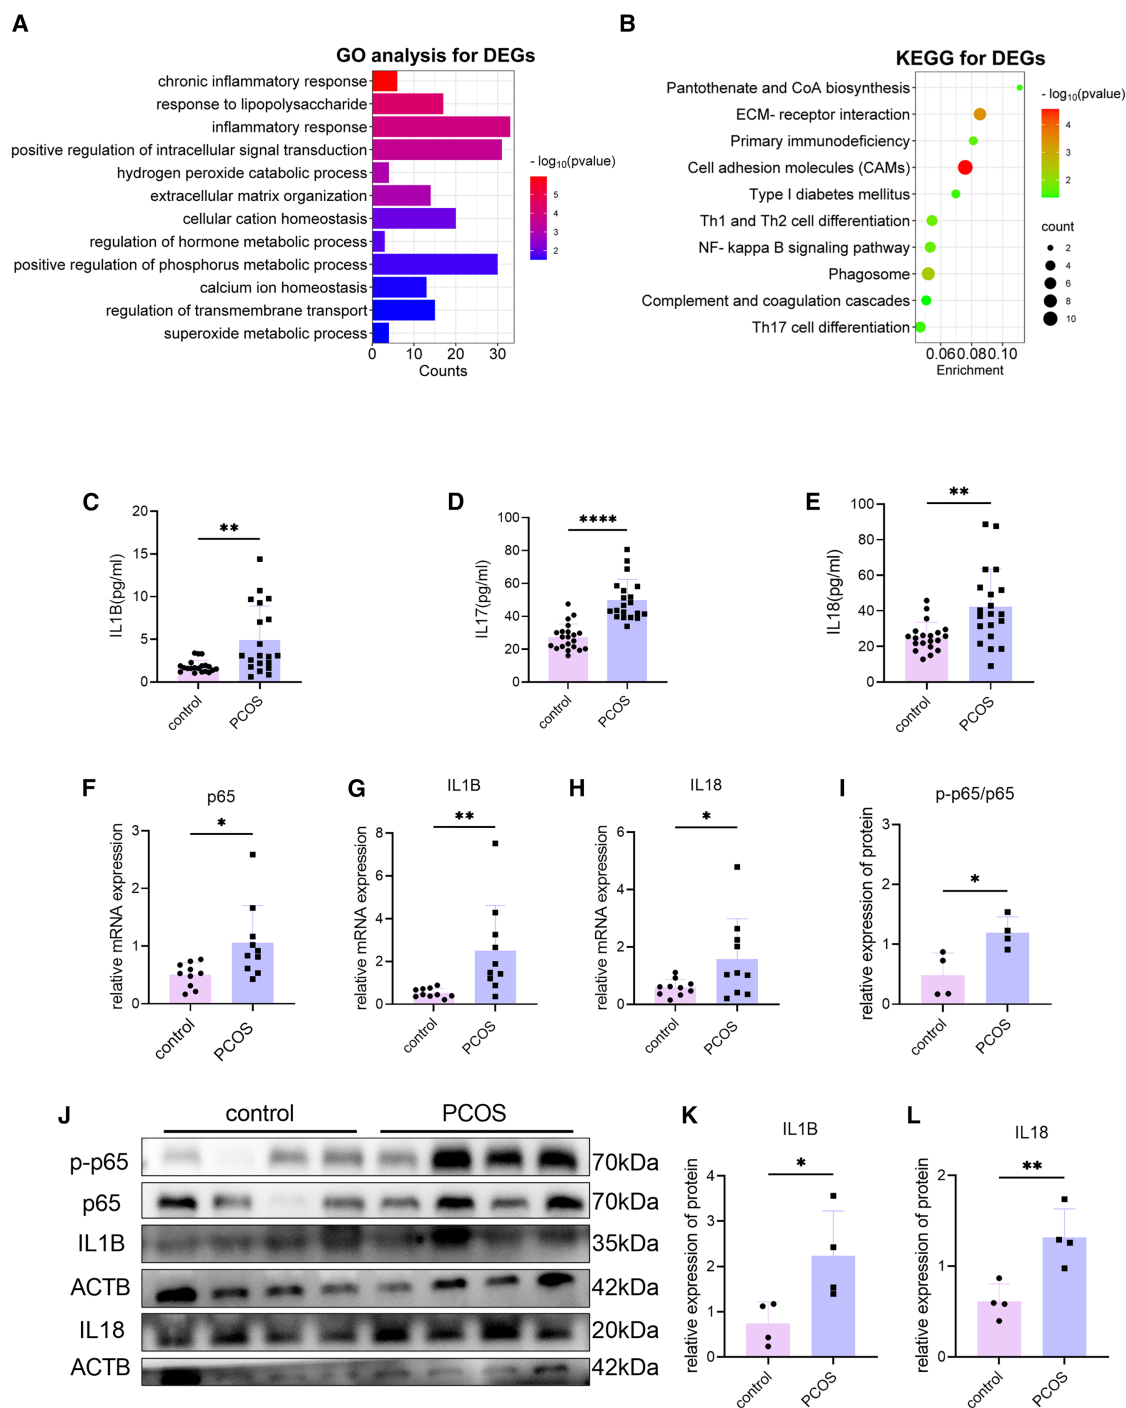 A
GO analysis for DEGs
chronic inflammatory response
response to lipopolysaccharide
inflammatory response
positive regulation of intracellular signal transduction
hydrogen peroxide catabolic process
extracellular matrix organization
cellular cation homeostasis
regulation of hormone metabolic process
positive regulation of phosphorus metabolic process
calcium ion homeostasis
regulation of transmembrane transport
superoxide metabolic process
0 10 20 30
Counts
- log10(pvalue)
5
4
3
2
B
KEGG for DEGs
Pantothenate and CoA biosynthesis
ECM- receptor interaction
Primary immunodeficiency
Cell adhesion molecules (CAMs)
Type I diabetes mellitus
Th1 and Th2 cell differentiation
NF- kappa B signaling pathway
Phagosome
Complement and coagulation cascades
Th17 cell differentiation
0.06 0.08 0.10
Enrichment
- log10(pvalue)
4
3
2
count
2
4
6
8
10
C
IL1B(pg/ml)
20
15
10
5
0
**
control PCOS
D
IL17(pg/ml)
100
80
60
40
20
0
****
control PCOS
E
IL18(pg/ml)
100
80
60
40
20
0
**
control PCOS
F
p65
relative mRNA expression
3
2
1
0
*
control PCOS
G
IL1B
relative mRNA expression
8
6
4
2
0
**
control PCOS
H
IL18
relative mRNA expression
6
4
2
0
*
control PCOS
I
p-p65/p65
relative expression of protein
3
2
1
0
*
control PCOS
J
control PCOS
p-p65 70kDa
p65 70kDa
IL1B 35kDa
ACTB 42kDa
IL18 20kDa
ACTB 42kDa
K
IL1B
relative expression of protein
4
3
2
1
0
*
control PCOS
L
IL18
relative expression of protein
2
1
0
**
control PCOS